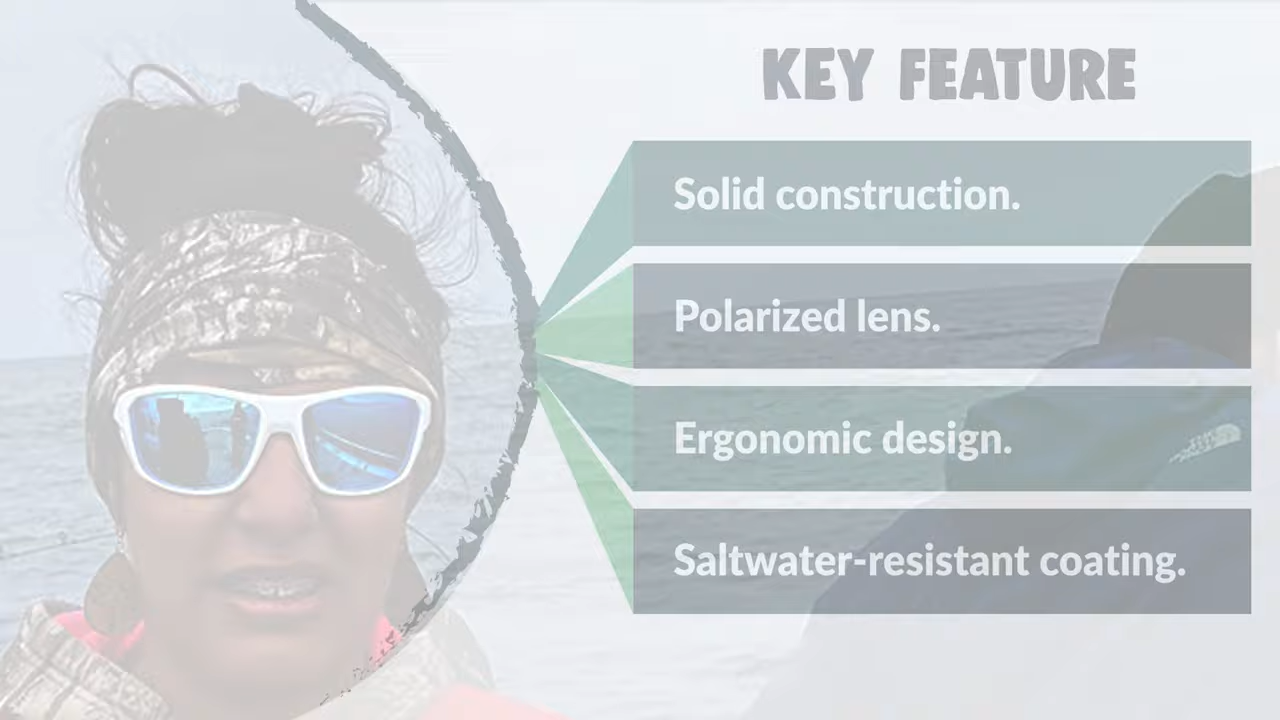 KEY FEATURE
Solid construction.
Polarized lens.
Ergonomic design.
Saltwater-resistant coating.